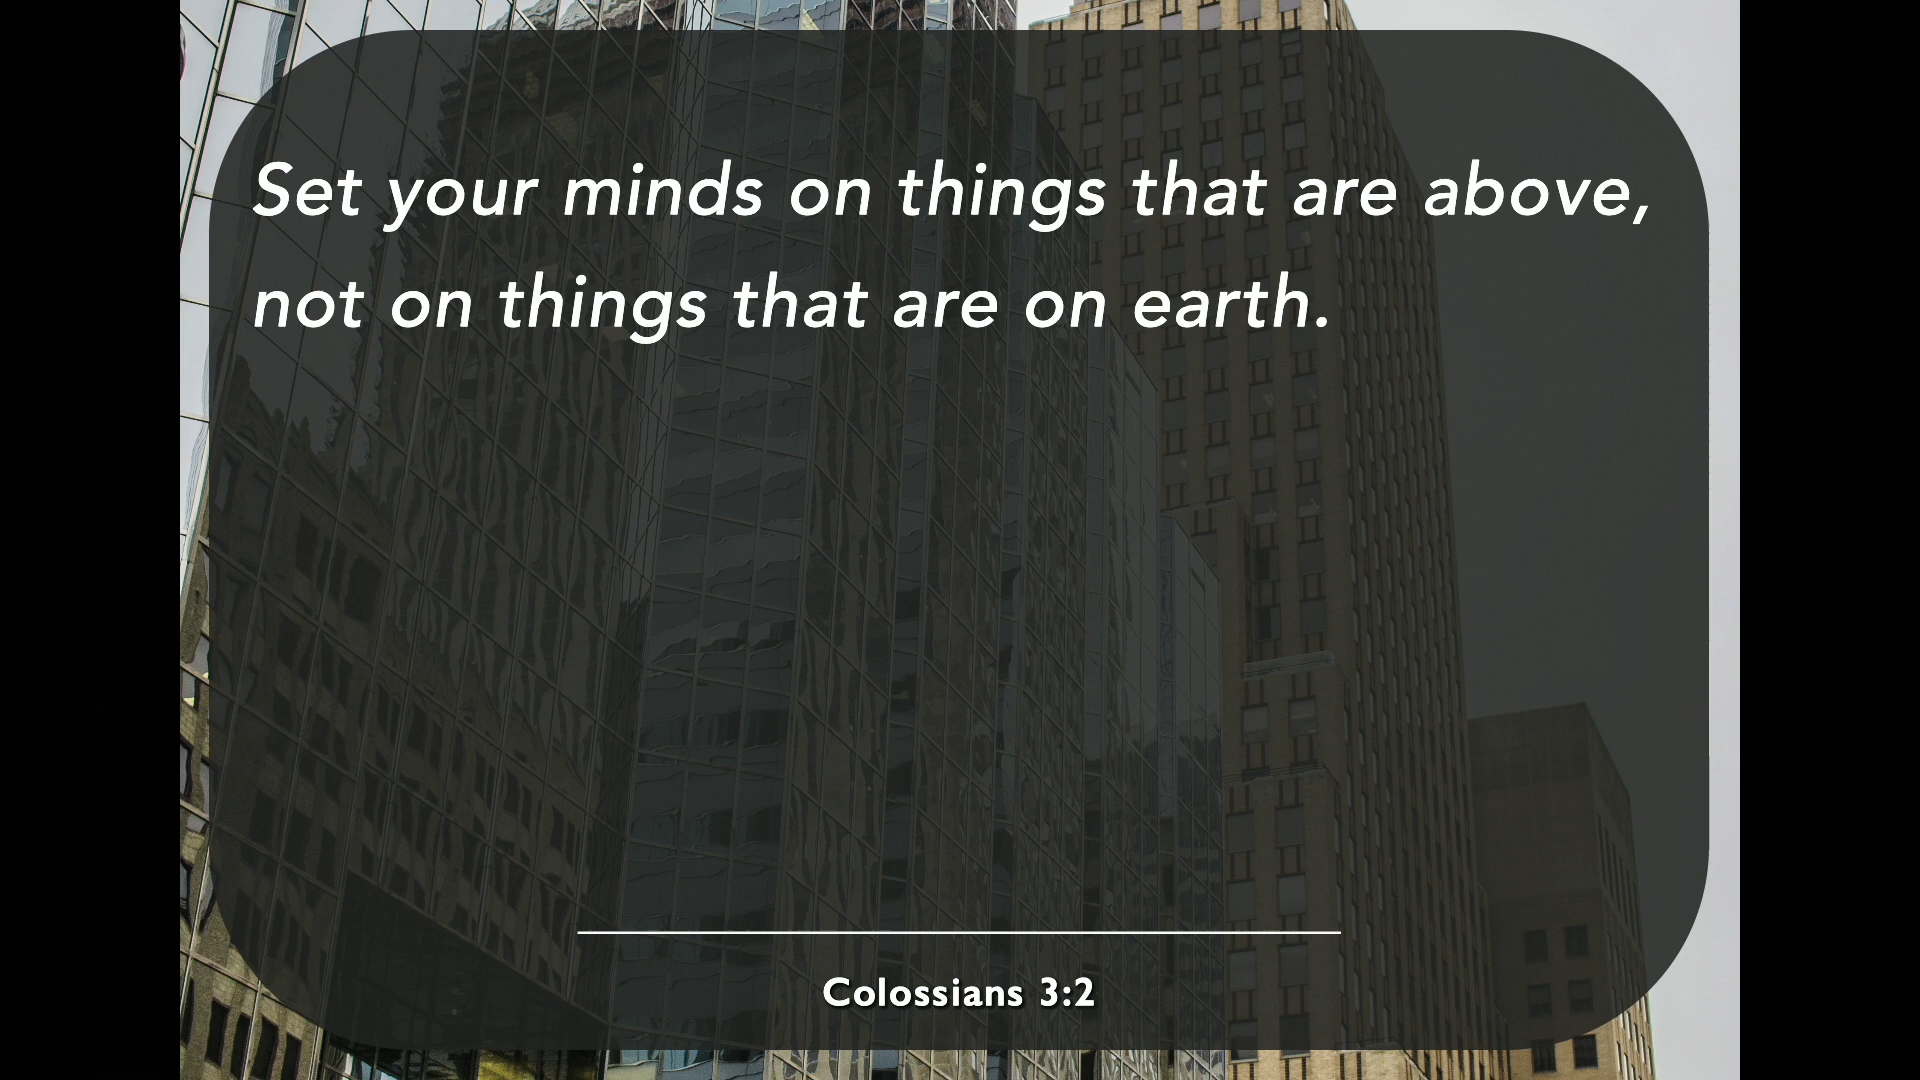 Set your minds on things that are above,
not on things that are on earth.
Colossians 3:2